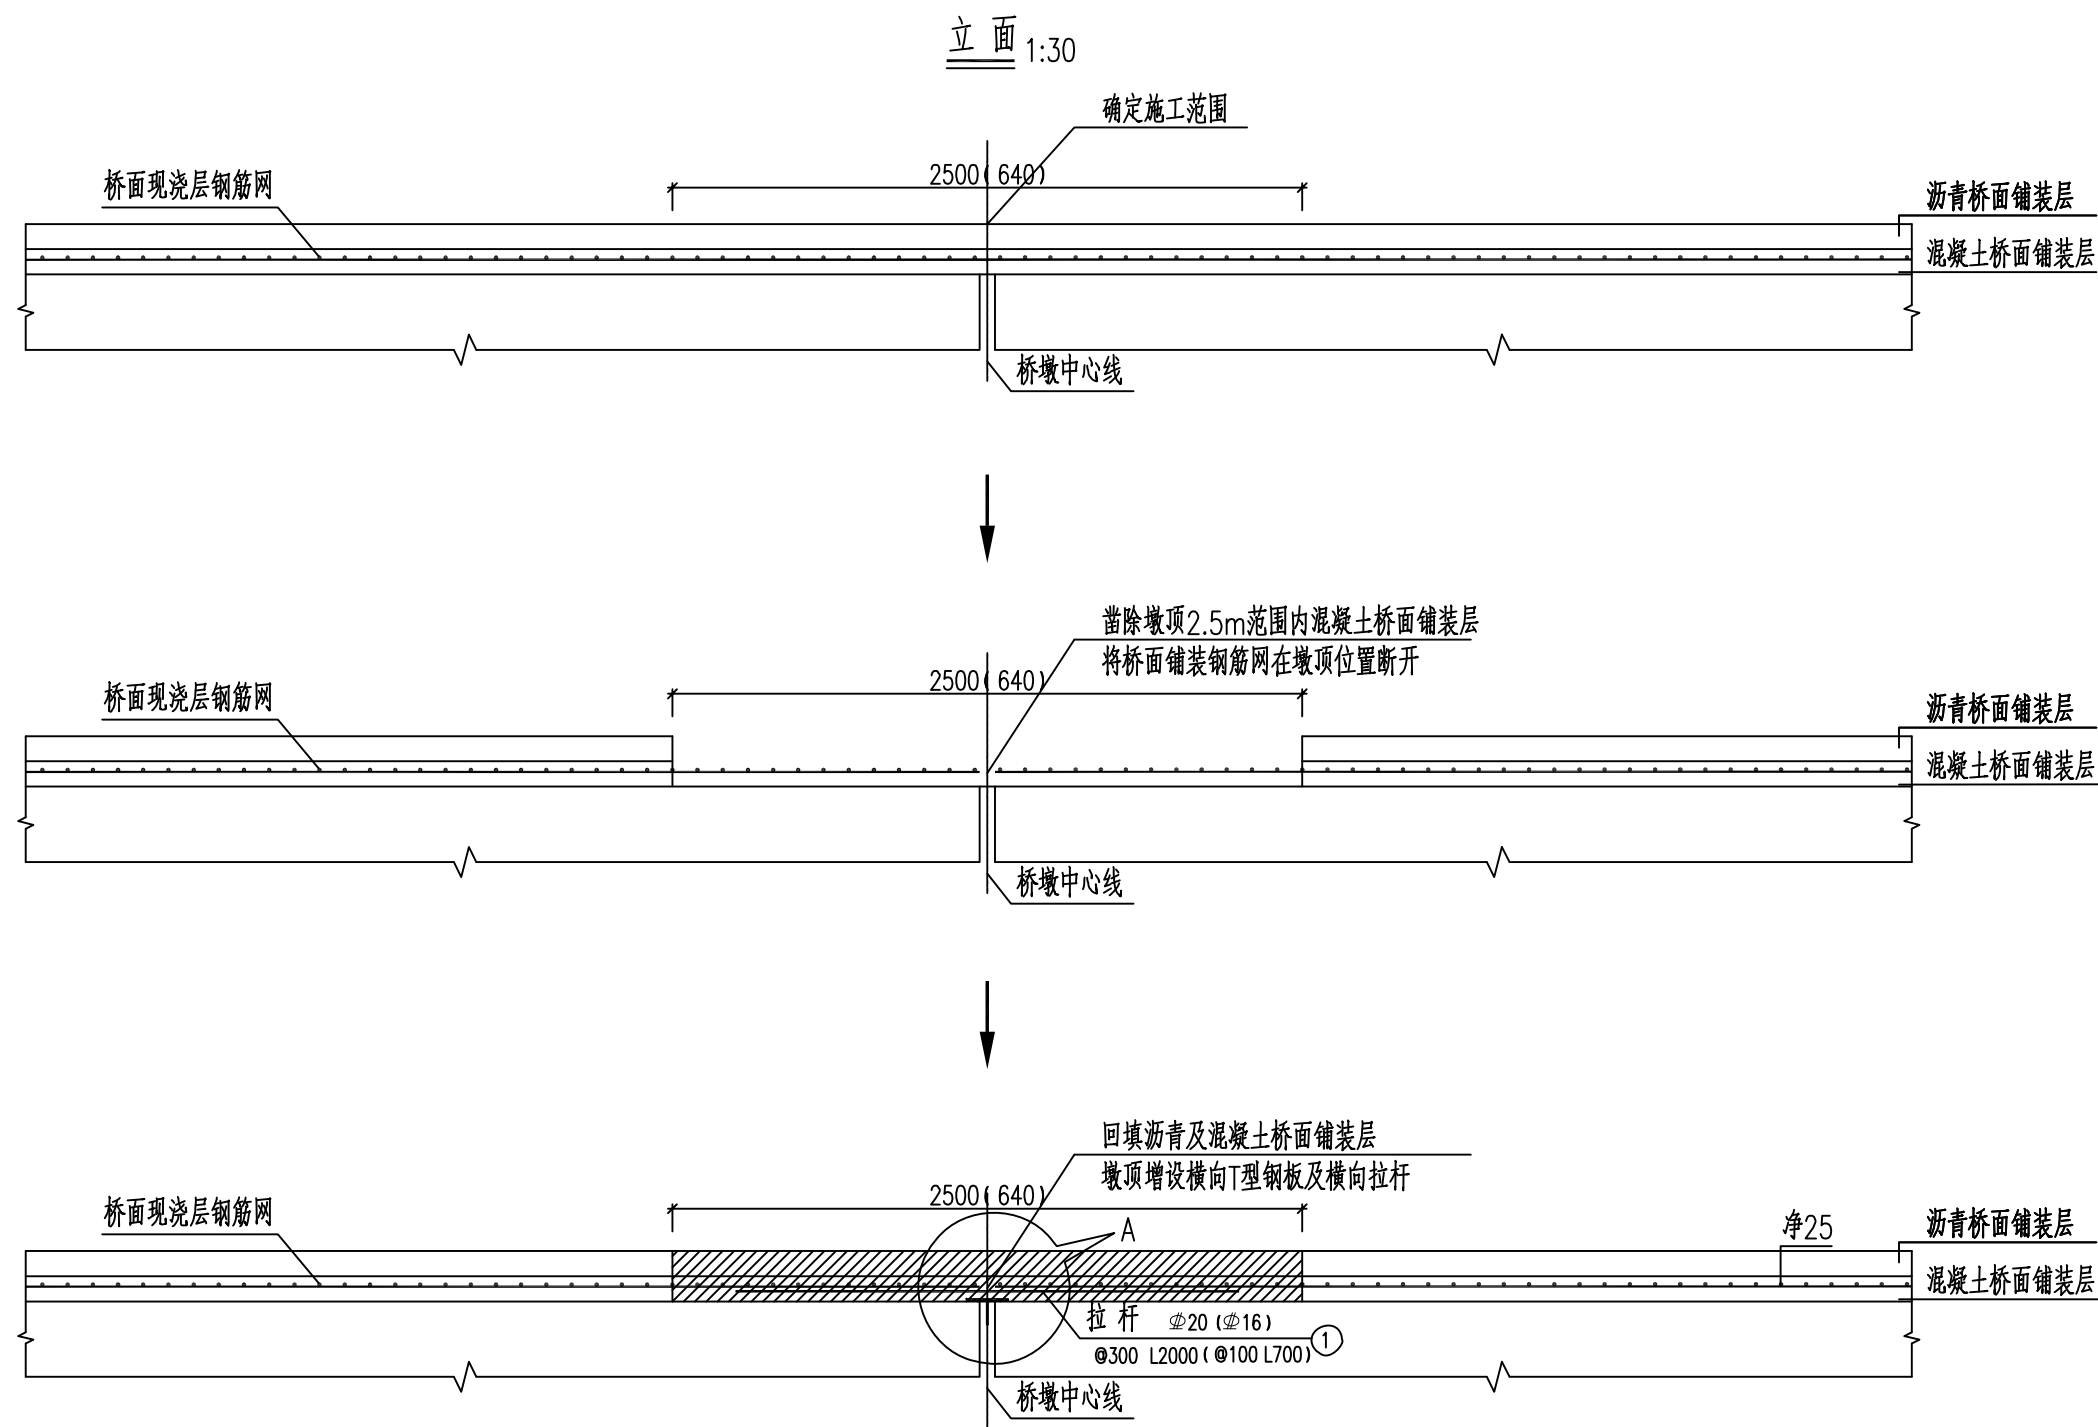 立 面 1:30
确定施工范围
2500(640)
桥面现浇层钢筋网
沥青桥面铺装层
混凝土桥面铺装层
桥墩中心线
凿除墩顶2.5m范围内混凝土桥面铺装层
将桥面铺装钢筋网在墩顶位置断开
2500(640)
桥面现浇层钢筋网
沥青桥面铺装层
混凝土桥面铺装层
桥墩中心线
回填沥青及混凝土桥面铺装层
墩顶增设横向T型钢板及横向拉杆
2500(640)
桥面现浇层钢筋网
A
净25
沥青桥面铺装层
混凝土桥面铺装层
拉 杆 ⌀20 (⌀16)
1
@300 L2000(@100 L700)
桥墩中心线